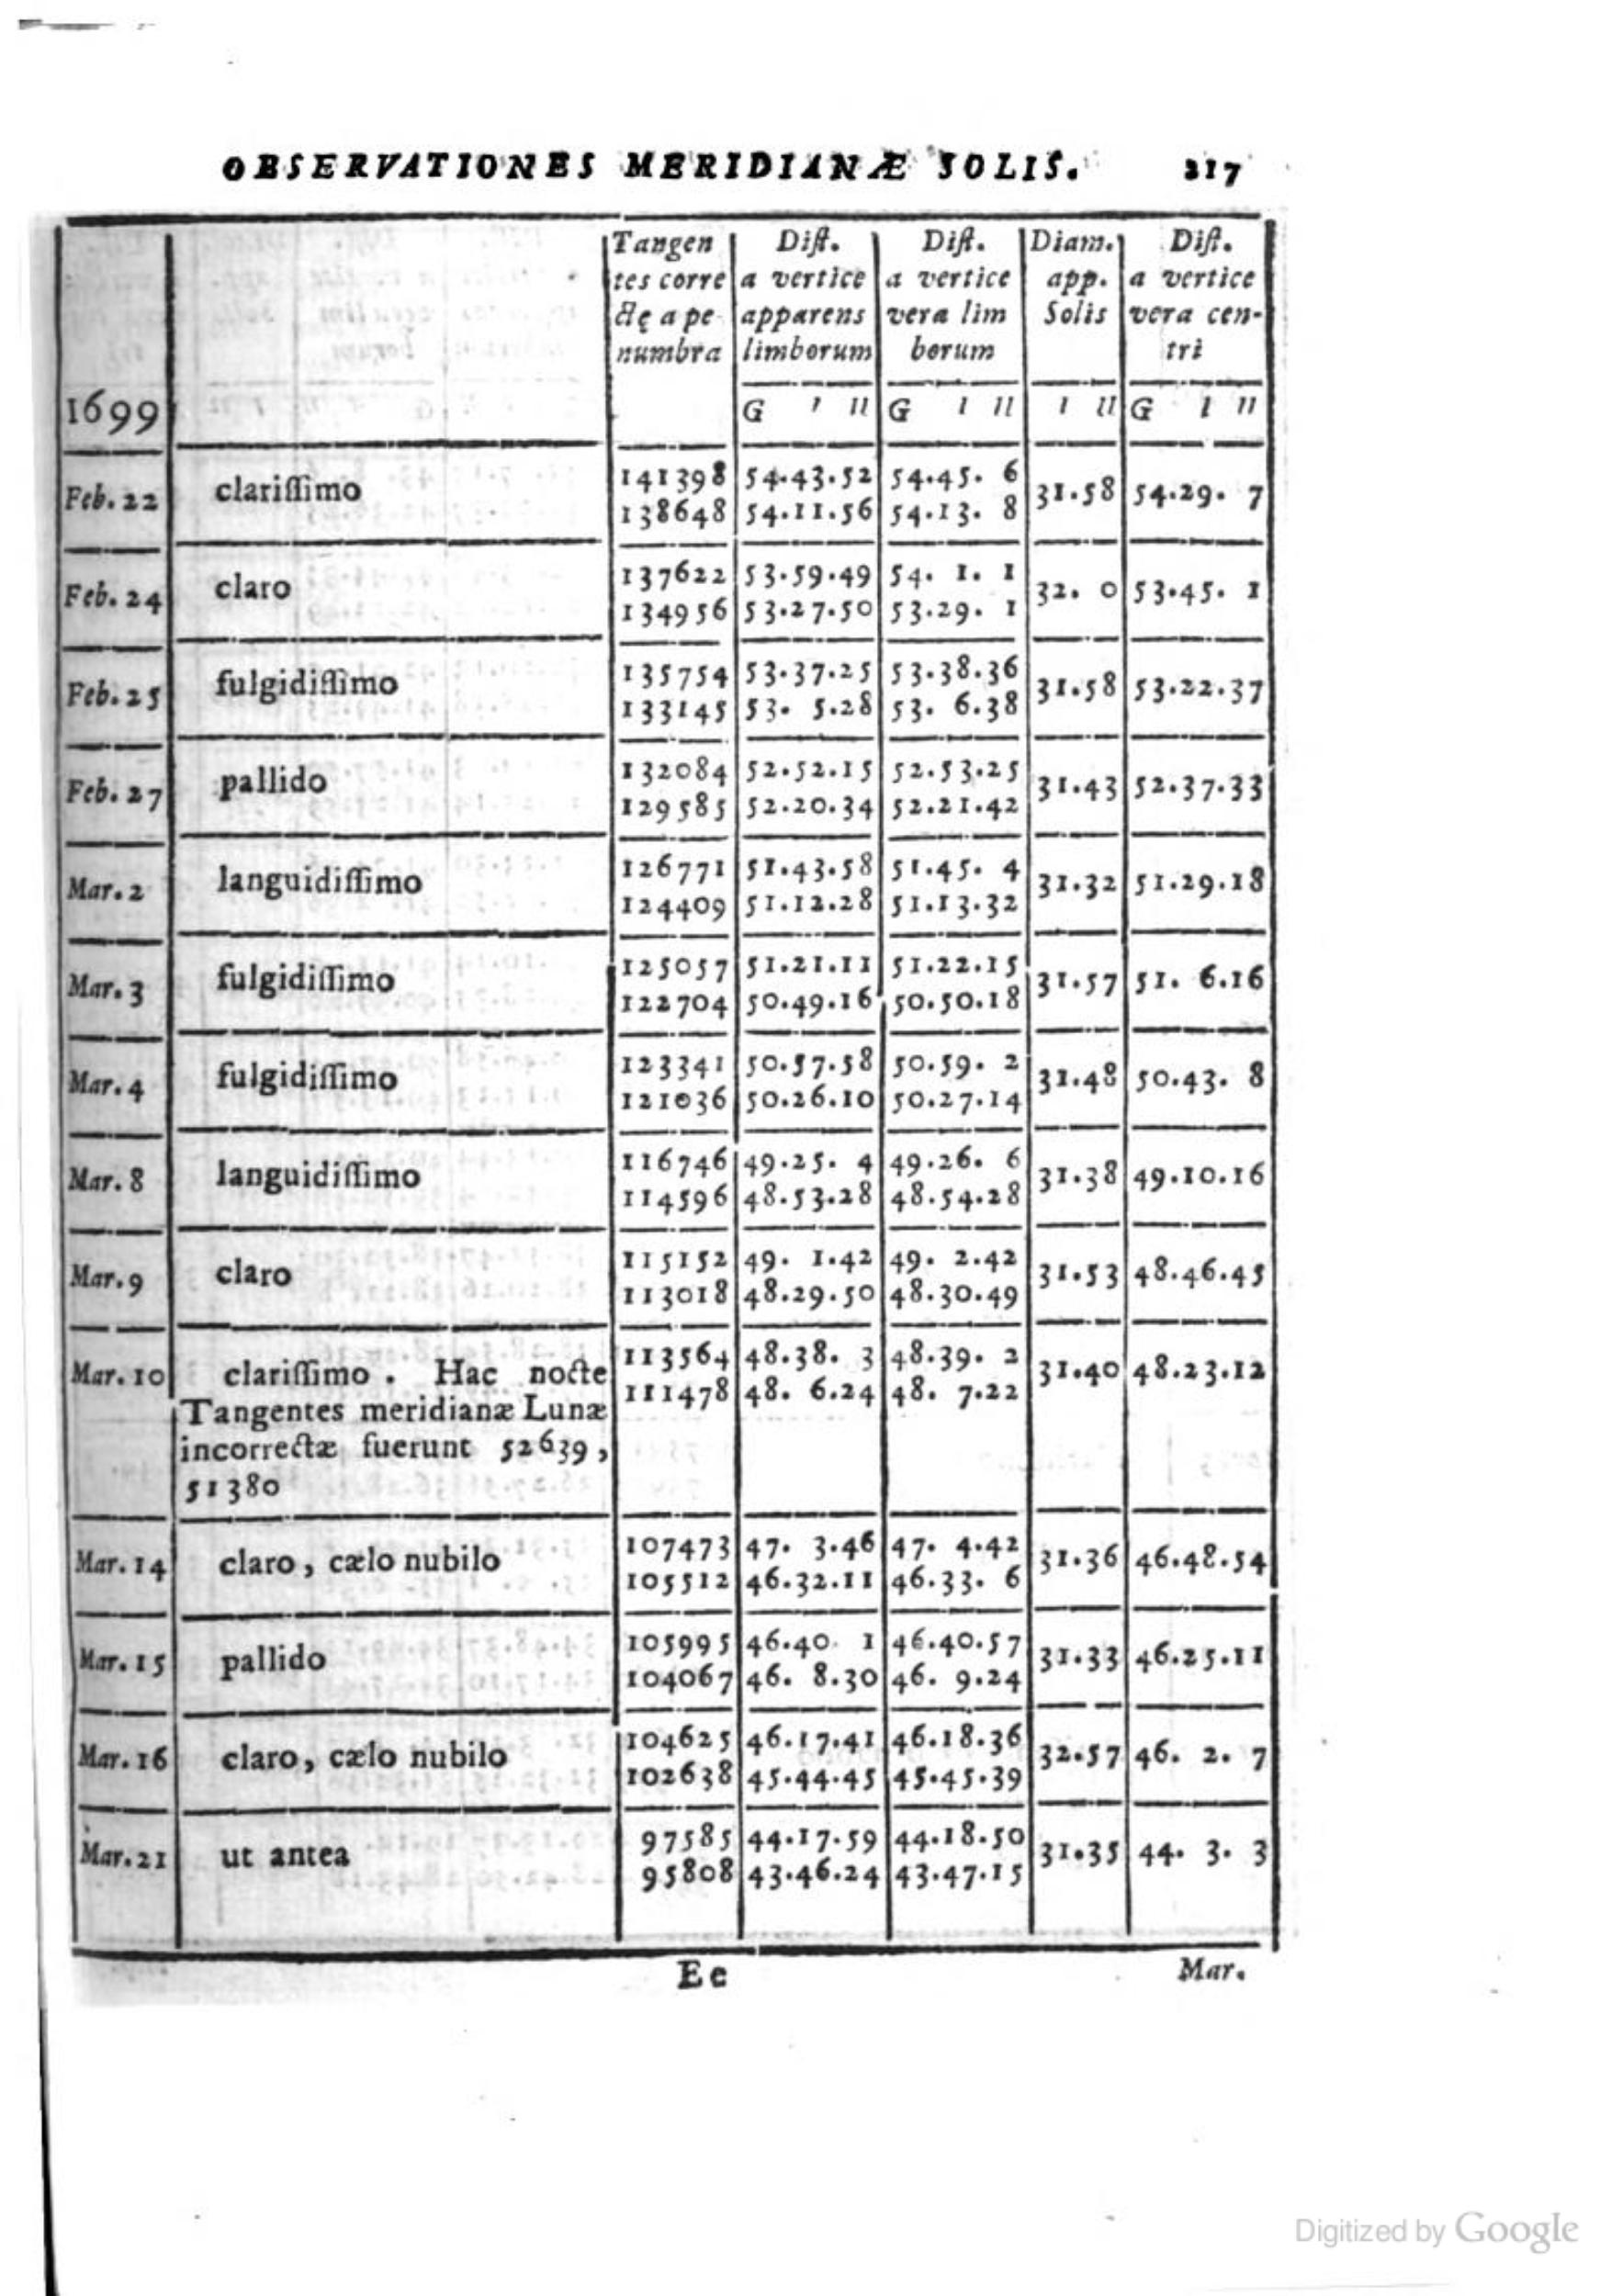 OBSERVATIONES MERIDIANÆ SOLIS. 217
1699
Tangen
tes corre
ctę a pe
numbra
Dist.
a vertice
apparens
limborum
G ı ıı
Dist.
a vertice
vera lim
borum
G ı ıı
Diam.
app.
Solis
ı ıı
Dist.
a vertice
vera cen-
tri
G ı ıı
Feb. 22 clarissimo 141398 54.43.52 54.45. 6 31.58 54.29. 7
138648 54.11.56 54.13. 8
Feb. 24 claro 137622 53.59.49 54. 1. 1 32. 0 53.45. 1
134956 53.27.50 53.29. 1
Feb. 25 fulgidissimo 135754 53.37.25 53.38.36 31.58 53.22.37
133145 53. 5.28 53. 6.38
Feb. 27 pallido 132084 52.52.15 52.53.25 31.43 52.37.33
129585 52.20.34 52.21.42
Mar. 2 languidissimo 126771 51.43.58 51.45. 4 31.32 51.29.18
124409 51.12.28 51.13.32
Mar. 3 fulgidissimo 125057 51.21.11 51.22.15 31.57 51. 6.16
122704 50.49.16 50.50.18
Mar. 4 fulgidissimo 123341 50.57.58 50.59. 2 31.48 50.43. 8
121036 50.26.10 50.27.14
Mar. 8 languidissimo 116746 49.25. 4 49.26. 6 31.38 49.10.16
114596 48.53.28 48.54.28
Mar. 9 claro 115152 49. 1.42 49. 2.42 31.53 48.46.45
113018 48.29.50 48.30.49
Mar. 10 clarissimo . Hac nocte 113564 48.38. 3 48.39. 2 31.40 48.23.12
Tangentes meridianæ Lunæ 111478 48. 6.24 48. 7.22
incorrectæ fuerunt 52639,
51380
Mar. 14 claro, cælo nubilo 107473 47. 3.46 47. 4.42 31.36 46.48.54
105512 46.32.11 46.33. 6
Mar. 15 pallido 105995 46.40. 1 46.40.57 31.33 46.25.11
104067 46. 8.30 46. 9.24
Mar. 16 claro, cælo nubilo 104625 46.17.41 46.18.36 32.57 46. 2. 7
102638 45.44.45 45.45.39
Mar. 21 ut antea 97585 44.17.59 44.18.50 31.35 44. 3. 3
95808 43.46.24 43.47.15
Ee Mar.
Digitized by Google